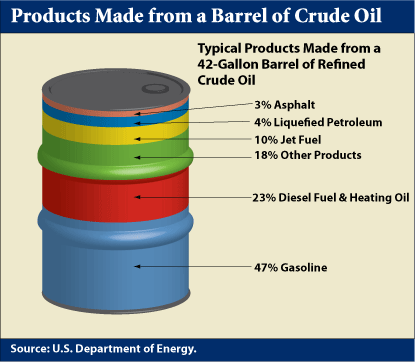 Products Made from a Barrel of Crude Oil
Typical Products Made from a
42-Gallon Barrel of Refined
Crude Oil
3% Asphalt
4% Liquefied Petroleum
10% Jet Fuel
18% Other Products
23% Diesel Fuel & Heating Oil
47% Gasoline
Source: U.S. Department of Energy.